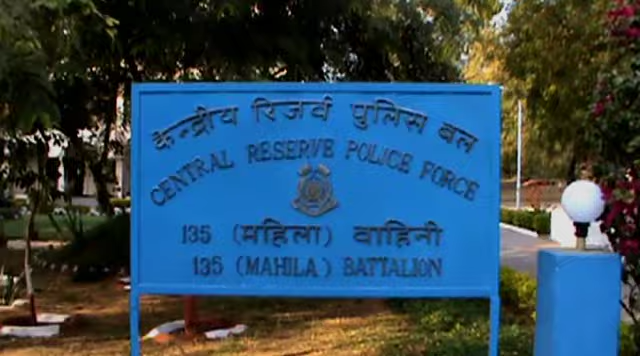 केन्द्रीय रिजर्व पुलिस बल
CENTRAL RESERVE POLICE FORCE
135 (महिला) वाहिनी
135 (MAHILA) BATTALION